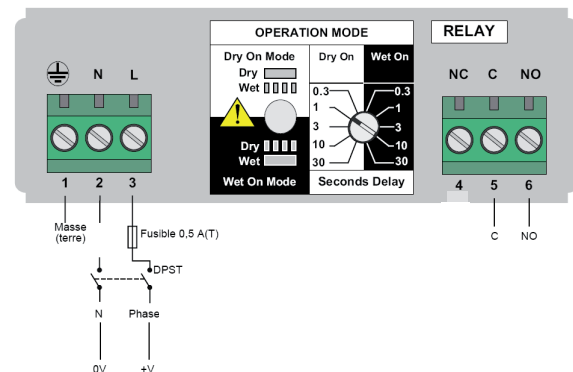 OPERATION MODE
RELAY
Dry On Mode
Dry
Wet
Dry
Wet
Wet On Mode
Dry On
Wet On
0.3
0.3
1
1
3
3
10
10
30
30
Seconds Delay
N
L
1
2
3
NC
C
NO
4
5
6
C
NO
Masse
(terre)
Fusible 0,5 A(T)
DPST
N
Phase
0V
+V